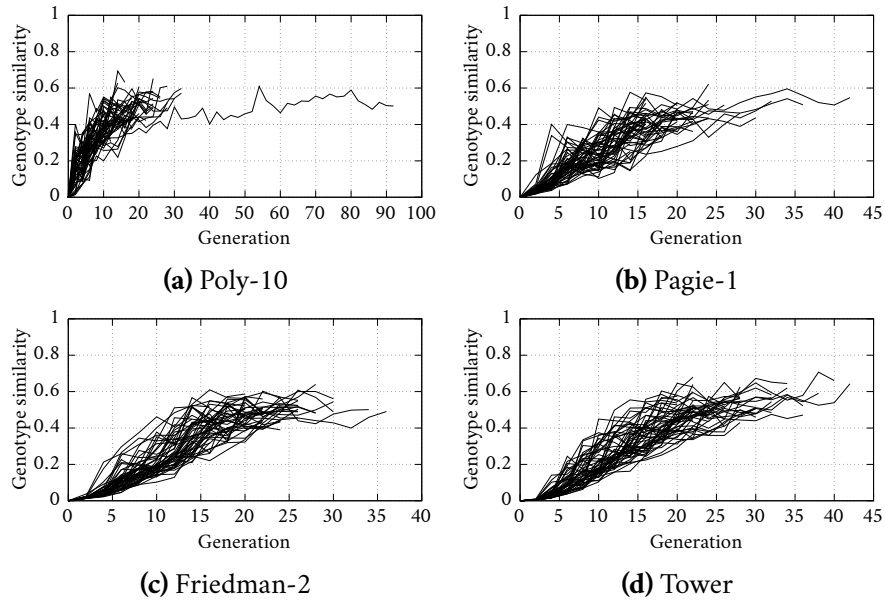 1
0.8
0.6
0.4
0.2
0
Genotype similarity
0 10 20 30 40 50 60 70 80 90 100
Generation
(a) Poly-10
1
0.8
0.6
0.4
0.2
0
Genotype similarity
0 5 10 15 20 25 30 35 40 45
Generation
(b) Pagie-1
1
0.8
0.6
0.4
0.2
0
Genotype similarity
0 5 10 15 20 25 30 35 40
Generation
(c) Friedman-2
1
0.8
0.6
0.4
0.2
0
Genotype similarity
0 5 10 15 20 25 30 35 40 45
Generation
(d) Tower